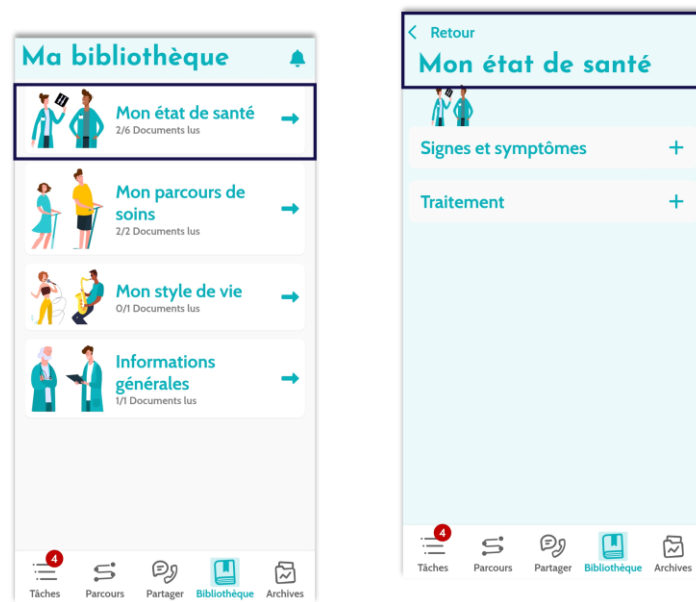 Ma bibliothèque
Mon état de santé
2/6 Documents lus
Mon parcours de
soins
2/2 Documents lus
Mon style de vie
0/1 Documents lus
Informations
générales
1/1 Documents lus
4
Tâches
Parcours
Partager
Bibliothèque
Archives
Retour
Mon état de santé
Signes et symptômes
Traitement
4
Tâches
Parcours
Partager
Bibliothèque
Archives